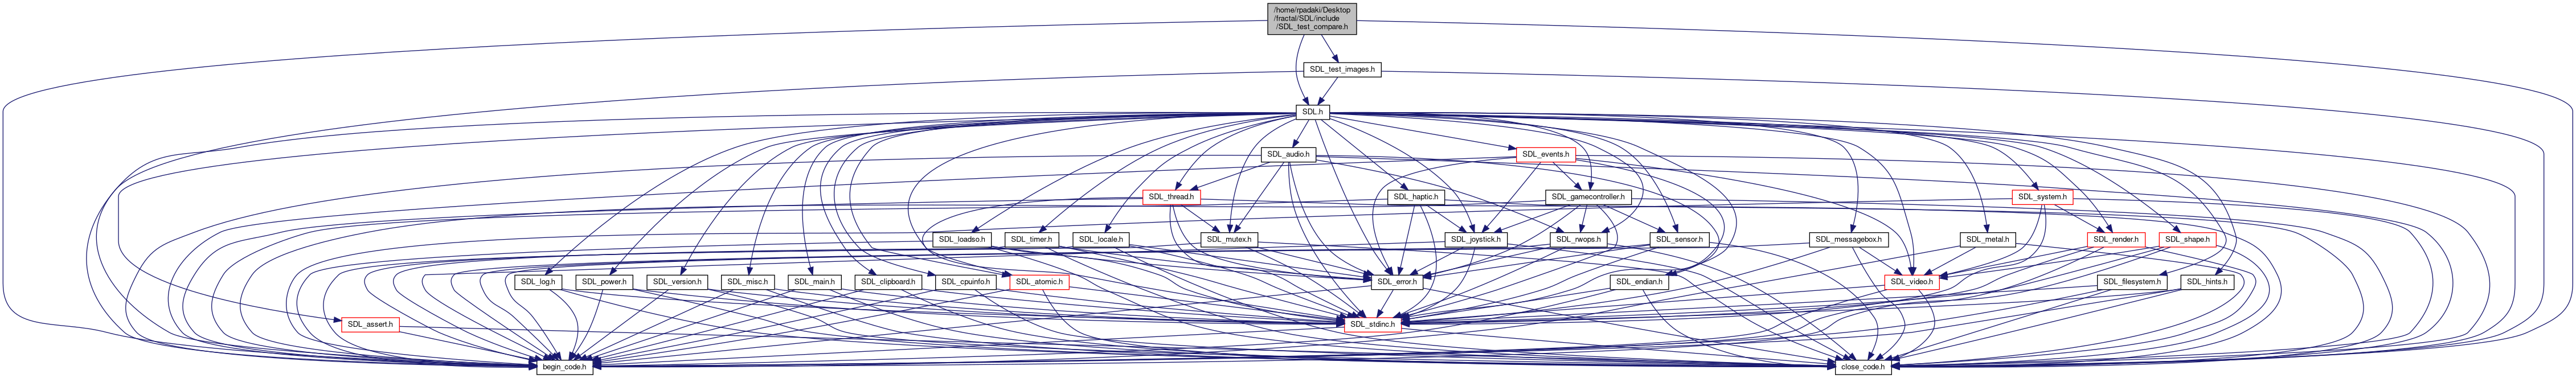 /home/rpadaki/Desktop
/fractal/SDL/include
/SDL_test_compare.h
SDL_test_images.h
SDL.h
SDL_audio.h
SDL_events.h
SDL_thread.h
SDL_haptic.h
SDL_gamecontroller.h
SDL_system.h
SDL_loadso.h
SDL_timer.h
SDL_locale.h
SDL_mutex.h
SDL_joystick.h
SDL_rwops.h
SDL_sensor.h
SDL_messagebox.h
SDL_metal.h
SDL_render.h
SDL_shape.h
SDL_log.h
SDL_power.h
SDL_version.h
SDL_misc.h
SDL_main.h
SDL_clipboard.h
SDL_cpuinfo.h
SDL_atomic.h
SDL_error.h
SDL_endian.h
SDL_video.h
SDL_filesystem.h
SDL_hints.h
SDL_assert.h
SDL_stdinc.h
begin_code.h
close_code.h